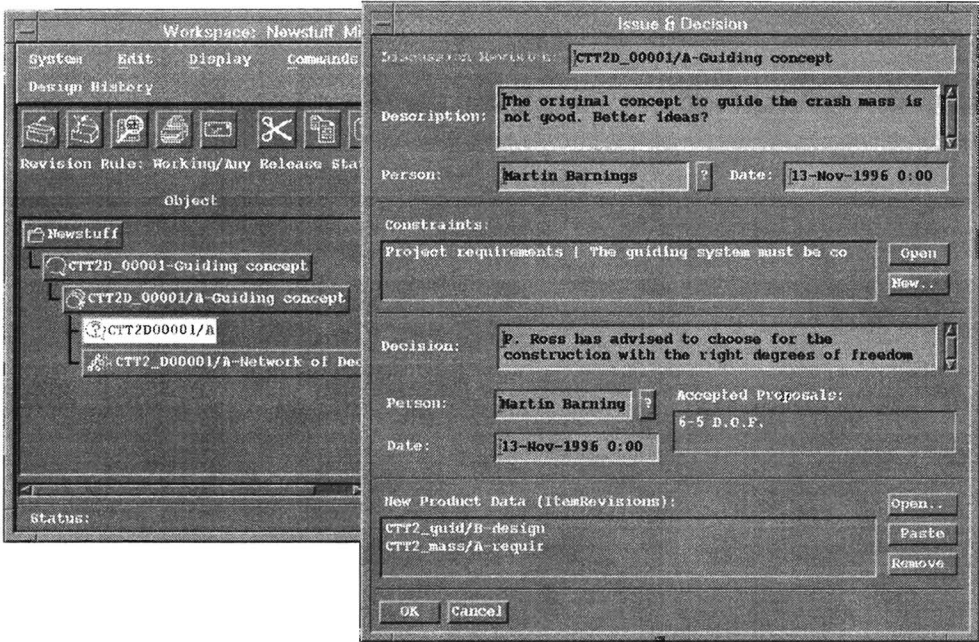 Workspace: Newstuff Mi
System Edit Display Commands
Design History
Revision Rule: Working/Any Release Sta
Object
Newstuff
CTT2D_00001-Guiding concept
CTT2D_00001/A-Guiding concept
CTT2D00001/A
CTT2_D00001/A-Network of Dec
Status:
Issue & Decision
Discussion Revision: CTT2D_00001/A-Guiding concept
Description: The original concept to guide the crash mass is
not good. Better ideas?
Person: Martin Barnings ? Date: 13-Nov-1996 0:00
Constraints:
Project requirements | The guiding system must be co
Open
New..
Decision: P. Ross has advised to choose for the
construction with the right degrees of freedom
Person: Martin Barning ? Accepted Proposals:
6-5 D.O.F.
Date: 13-Nov-1996 0:00
New Product Data (ItemRevisions):
Open..
CTT2_guid/B-design
CTT2_mass/A-requir
Paste
Remove
OK Cancel